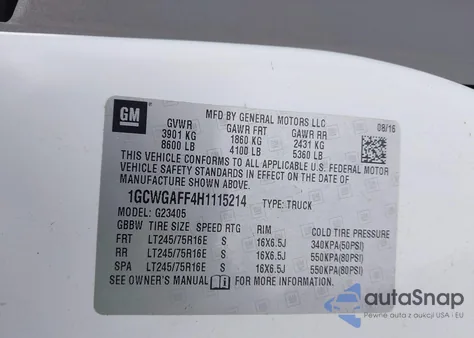 GM
MFD BY GENERAL MOTORS LLC
08/16
GVWR GAWR FRT GAWR RR
3901 KG 1860 KG 2431 KG
8600 LB 4100 LB 5360 LB
THIS VEHICLE CONFORMS TO ALL APPLICABLE U.S. FEDERAL MOTOR
VEHICLE SAFETY STANDARDS IN EFFECT ON THE DATE OF
MANUFACTURE SHOWN ABOVE.
1GCWGAFF4H1115214 TYPE: TRUCK
MODEL: G23405
GBBW TIRE SIZE SPEED RTG RIM COLD TIRE PRESSURE
FRT LT245/75R16E S 16X6.5J 340KPA(50PSI)
RR LT245/75R16E S 16X6.5J 550KPA(80PSI)
SPA LT245/75R16E S 16X6.5J 550KPA(80PSI)
SEE OWNER'S MANUAL FOR MORE INFORMATION.
autoSnap
Pewne auta z USA i EU